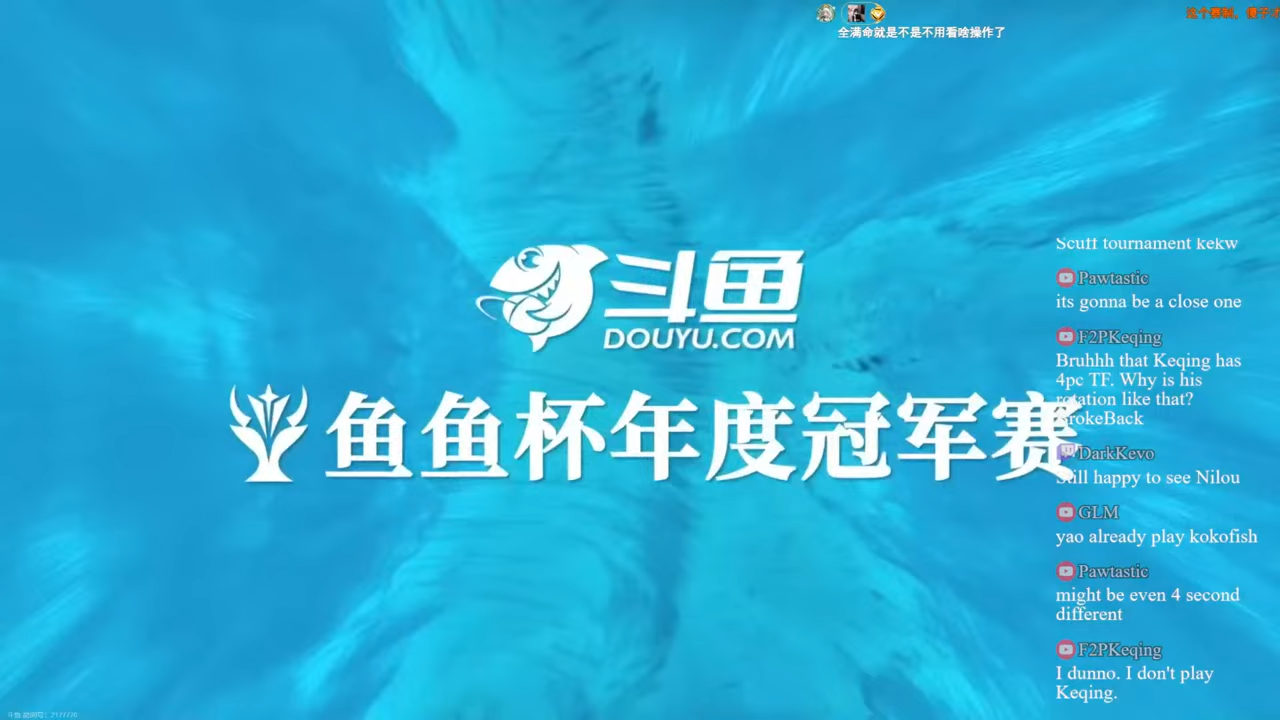 全满命就是不是不用看啥操作了
斗鱼
DOUYU.COM
鱼鱼杯年度冠军赛
Scuff tournament kekw
Pawtastic
its gonna be a close one
F2PKeqing
Bruhhh that Keqing has
4pc TF. Why is his
rotation like that?
BrokeBack
DarkKevo
Still happy to see Nilou
GLM
yao already play kokofish
Pawtastic
might be even 4 second
different
F2PKeqing
I dunno. I don't play
Keqing.